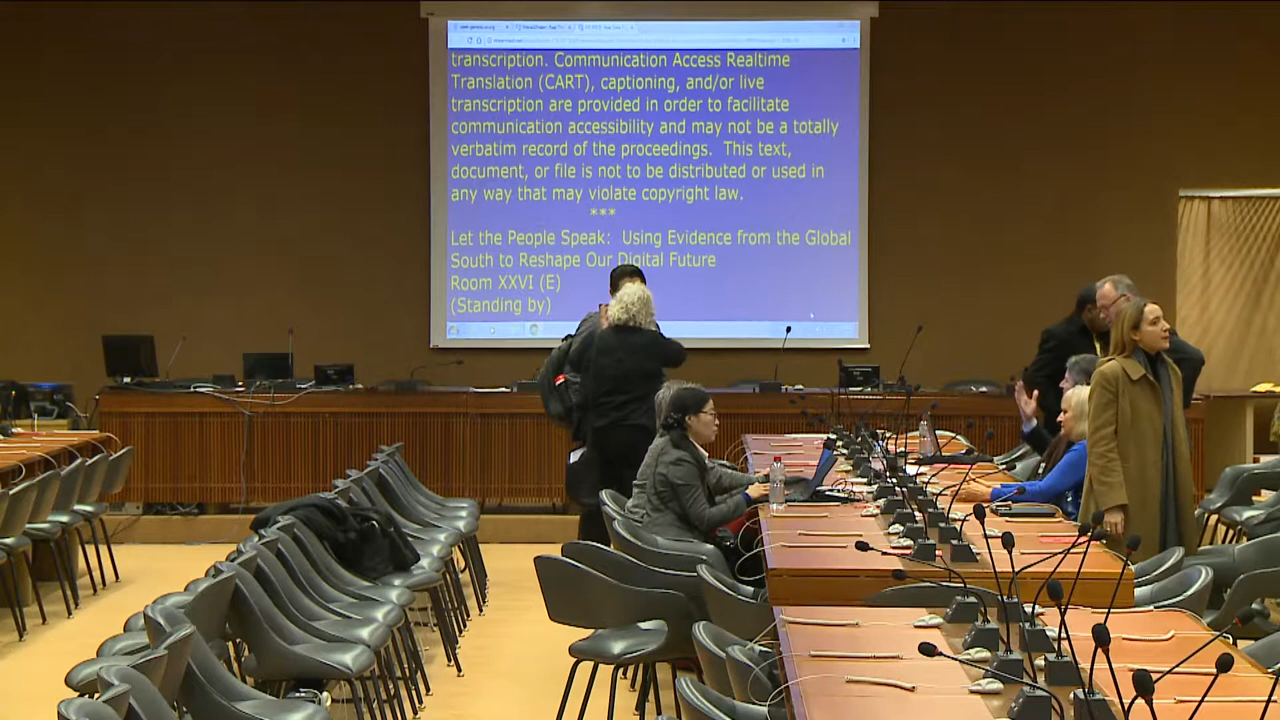 transcription. Communication Access Realtime
Translation (CART), captioning, and/or live
transcription are provided in order to facilitate
communication accessibility and may not be a totally
verbatim record of the proceedings.  This text,
document, or file is not to be distributed or used in
any way that may violate copyright law.
***
Let the People Speak:  Using Evidence from the Global
South to Reshape Our Digital Future
Room XXVI (E)
(Standing by)